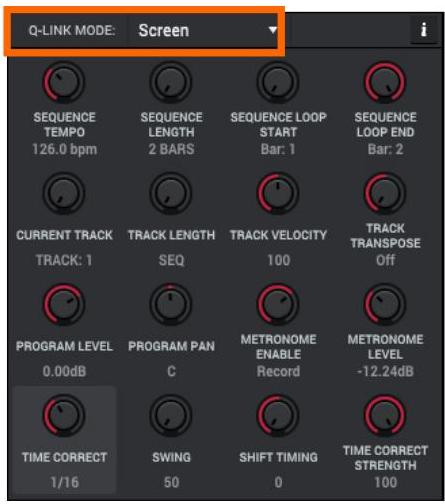 Q-LINK MODE: Screen i
SEQUENCE TEMPO
126.0 bpm
SEQUENCE LENGTH
2 BARS
SEQUENCE LOOP START
Bar: 1
SEQUENCE LOOP END
Bar: 2
CURRENT TRACK
TRACK: 1
TRACK LENGTH
SEQ
TRACK VELOCITY
100
TRACK TRANSPOSE
Off
PROGRAM LEVEL
0.00dB
PROGRAM PAN
C
METRONOME ENABLE
Record
METRONOME LEVEL
-12.24dB
TIME CORRECT
1/16
SWING
50
SHIFT TIMING
0
TIME CORRECT STRENGTH
100